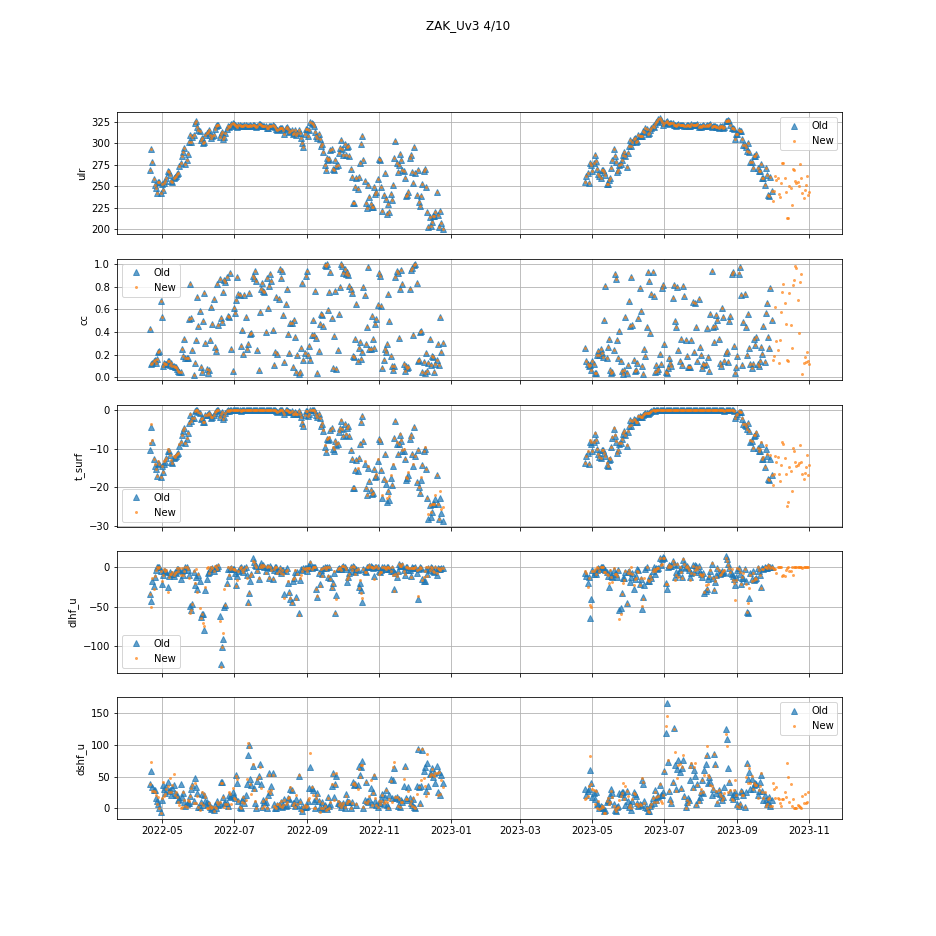 ZAK_Uv3 4/10
325
300
275
250
225
200
ulr
Old
New
1.0
0.8
0.6
0.4
0.2
0.0
cc
Old
New
0
−10
−20
−30
t_surf
Old
New
0
−50
−100
dlhf_u
Old
New
150
100
50
0
dshf_u
Old
New
2022-05 2022-07 2022-09 2022-11 2023-01 2023-03 2023-05 2023-07 2023-09 2023-11